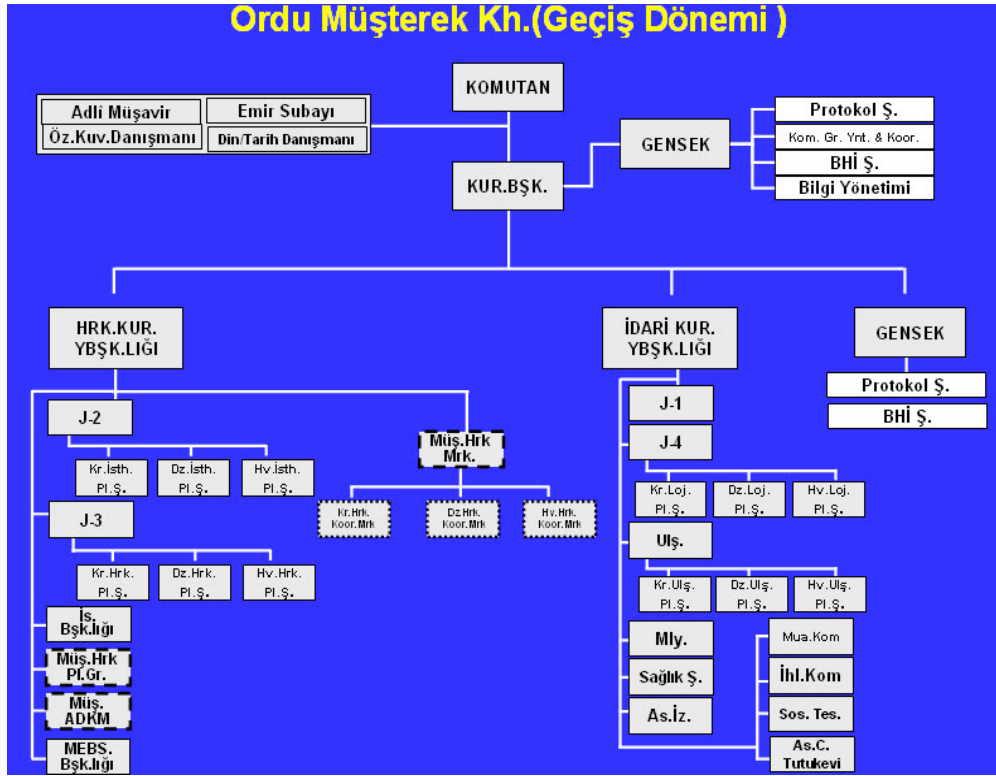 Ordu Müşterek Kh.(Geçiş Dönemi )
KOMUTAN
Adlî Müşavir
Emir Subayı
Öz.Kuv.Danışmanı
Din/Tarih Danışmanı
GENSEK
Protokol Ş.
Kom. Gr. Ynt. & Koor.
BHİ Ş.
Bilgi Yönetimi
KUR.BŞK.
HRK.KUR.
YBŞK.LIĞI
İDARİ KUR.
YBŞK.LIĞI
GENSEK
Protokol Ş.
BHİ Ş.
J-2
Kr.İsth.
Pl.Ş.
Dz.İsth.
Pl.Ş.
Hv.İsth.
Pl.Ş.
J-3
Kr.Hrk.
Pl.Ş.
Dz.Hrk.
Pl.Ş.
Hv.Hrk.
Pl.Ş.
İs.
Bşk.lığı
Müş.Hrk
Pl.Gr.
Müş.
ADKM
MEBS.
Bşk.lığı
Müş.Hrk
Mrk.
Kr.Hrk.
Koor.Mrk
Dz.Hrk.
Koor.Mrk
Hv.Hrk.
Koor.Mrk
J-1
J-4
Kr.Loj.
Pl.Ş.
Dz.Loj.
Pl.Ş.
Hv.Loj.
Pl.Ş.
Ulş.
Kr.Ulş.
Pl.Ş.
Dz.Ulş.
Pl.Ş.
Hv.Ulş.
Pl.Ş.
Mly.
Sağlık Ş.
As.İz.
Mua.Kom
İhl.Kom
Sos. Tes.
As.C.
Tutukevi